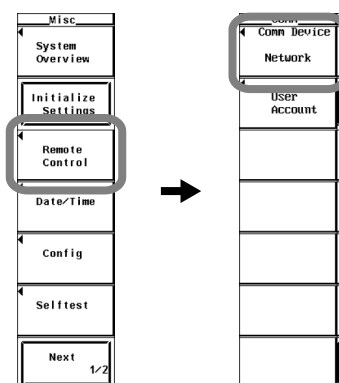 Misc
System
Overview
Initialize
Settings
Remote
Control
Date/Time
Config
Selftest
Next
1/2
Comm Device
Network
User
Account